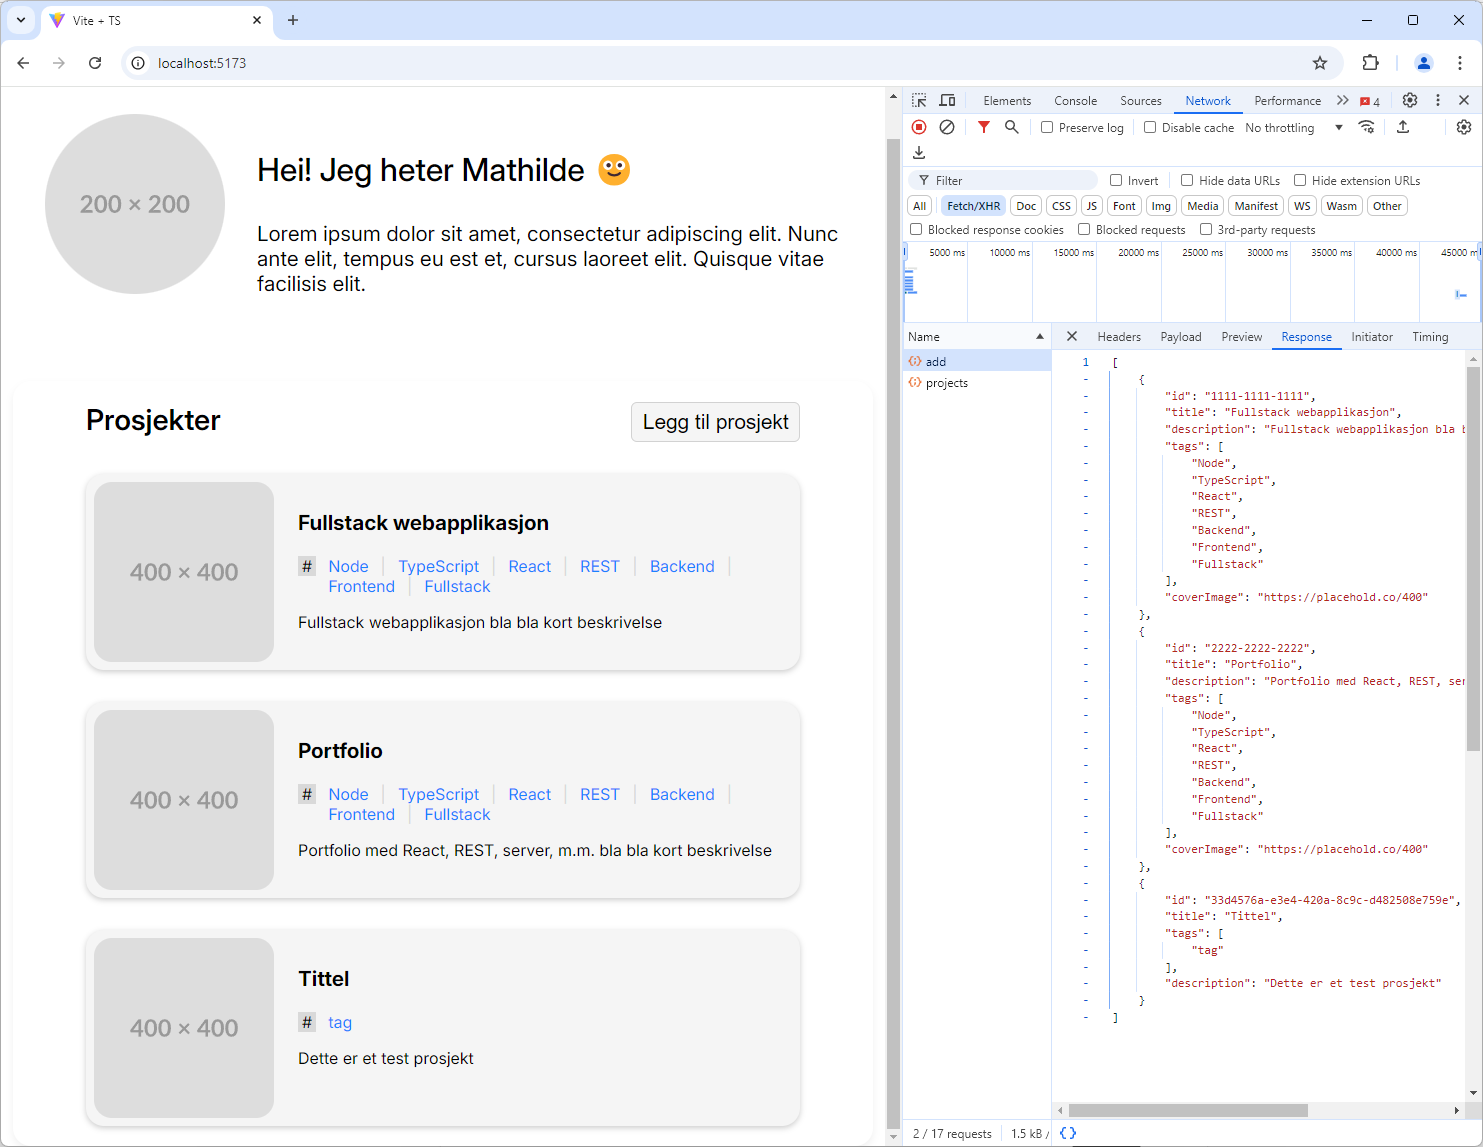 Vite + TS
localhost:5173
200 × 200
Hei! Jeg heter Mathilde
Lorem ipsum dolor sit amet, consectetur adipiscing elit. Nunc
ante elit, tempus eu est et, cursus laoreet elit. Quisque vitae
facilisis elit.
Prosjekter
Legg til prosjekt
400 × 400
Fullstack webapplikasjon
# Node TypeScript React REST Backend
Frontend Fullstack
Fullstack webapplikasjon bla bla kort beskrivelse
400 × 400
Portfolio
# Node TypeScript React REST Backend
Frontend Fullstack
Portfolio med React, REST, server, m.m. bla bla kort beskrivelse
400 × 400
Tittel
# tag
Dette er et test prosjekt
Elements Console Sources Network Performance 4
Preserve log Disable cache No throttling
Filter Invert Hide data URLs Hide extension URLs
All Fetch/XHR Doc CSS JS Font Img Media Manifest WS Wasm Other
Blocked response cookies Blocked requests 3rd-party requests
5000 ms 10000 ms 15000 ms 20000 ms 25000 ms 30000 ms 35000 ms 40000 ms 45000 m
Name
add
projects
Headers Payload Preview Response Initiator Timing
1 [
- {
- "id": "1111-1111-1111",
- "title": "Fullstack webapplikasjon",
- "description": "Fullstack webapplikasjon bla b
- "tags": [
- "Node",
- "TypeScript",
- "React",
- "REST",
- "Backend",
- "Frontend",
- "Fullstack"
- ],
- "coverImage": "https://placehold.co/400"
- },
- {
- "id": "2222-2222-2222",
- "title": "Portfolio",
- "description": "Portfolio med React, REST, ser
- "tags": [
- "Node",
- "TypeScript",
- "React",
- "REST",
- "Backend",
- "Frontend",
- "Fullstack"
- ],
- "coverImage": "https://placehold.co/400"
- },
- {
- "id": "33d4576a-e3e4-420a-8c9c-d482508e759e",
- "title": "Tittel",
- "tags": [
- "tag"
- ],
- "description": "Dette er et test prosjekt"
- }
- ]
2 / 17 requests 1.5 kB / {}